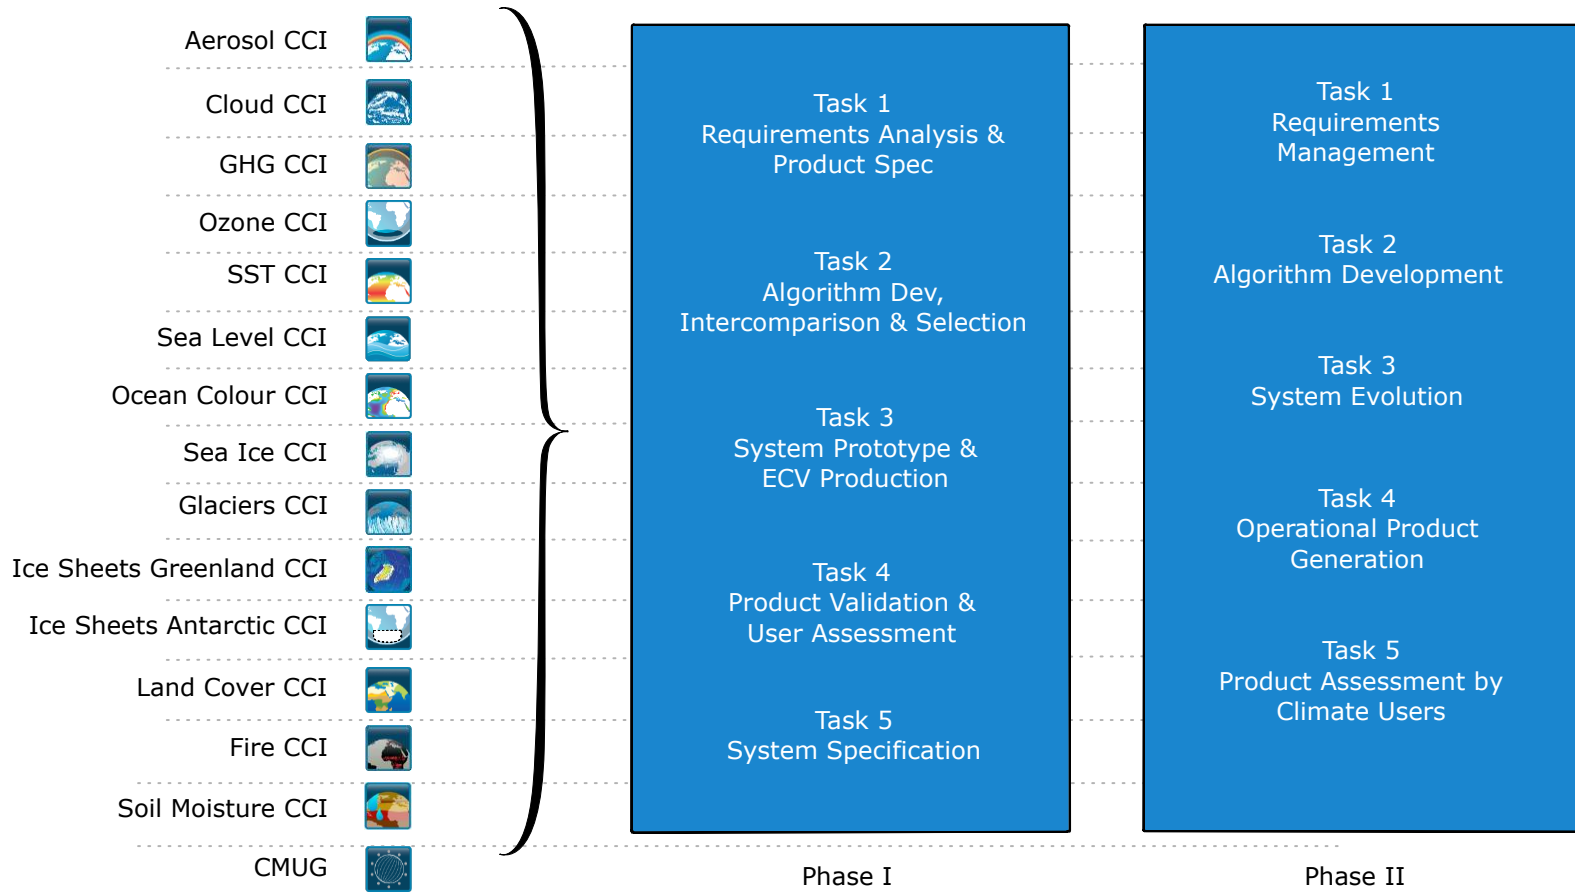 Aerosol CCI
Cloud CCI
GHG CCI
Ozone CCI
SST CCI
Sea Level CCI
Ocean Colour CCI
Sea Ice CCI
Glaciers CCI
Ice Sheets Greenland CCI
Ice Sheets Antarctic CCI
Land Cover CCI
Fire CCI
Soil Moisture CCI
CMUG
Task 1
Requirements Analysis &
Product Spec
Task 2
Algorithm Dev,
Intercomparison & Selection
Task 3
System Prototype &
ECV Production
Task 4
Product Validation &
User Assessment
Task 5
System Specification
Phase I
Task 1
Requirements
Management
Task 2
Algorithm Development
Task 3
System Evolution
Task 4
Operational Product
Generation
Task 5
Product Assessment by
Climate Users
Phase II